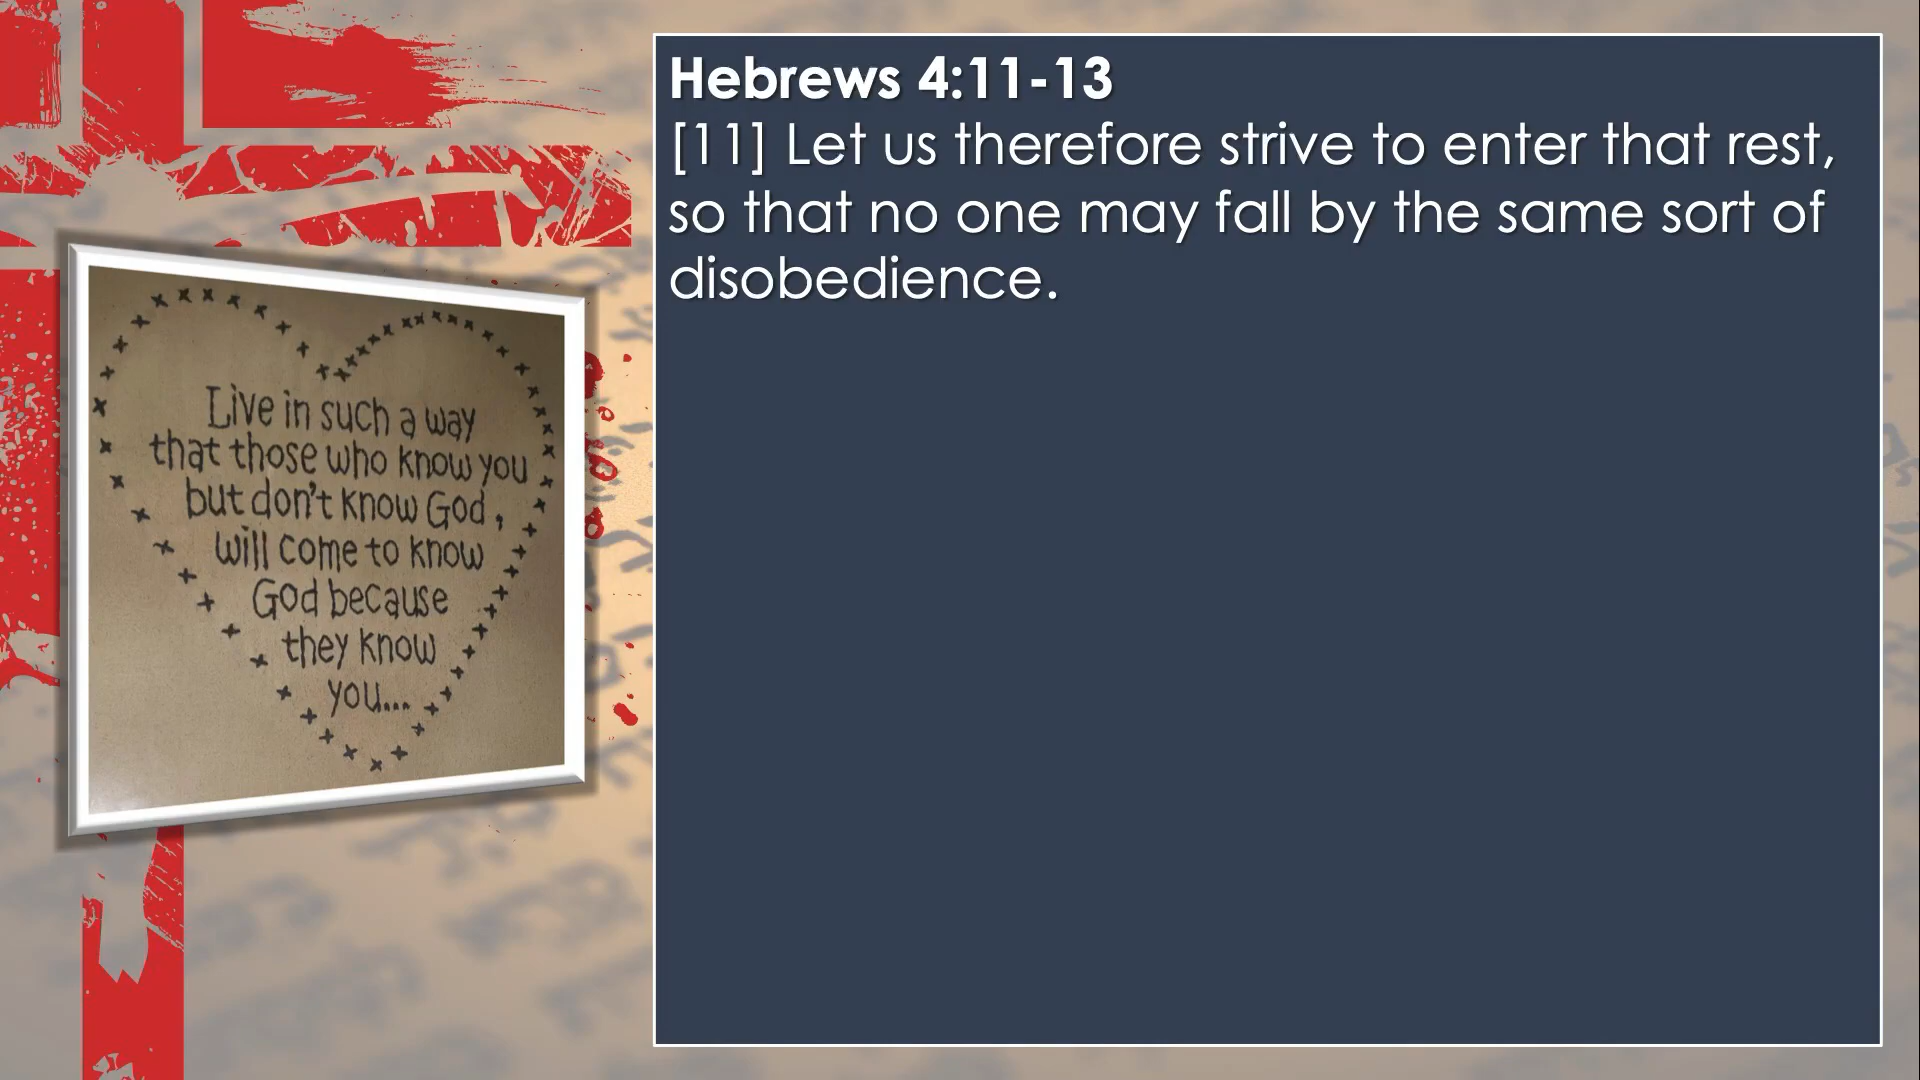 Hebrews 4:11-13
[11] Let us therefore strive to enter that rest,
so that no one may fall by the same sort of
disobedience.
Live in such a way
that those who know you
but don't know God,
will come to know
God because
they know
you...